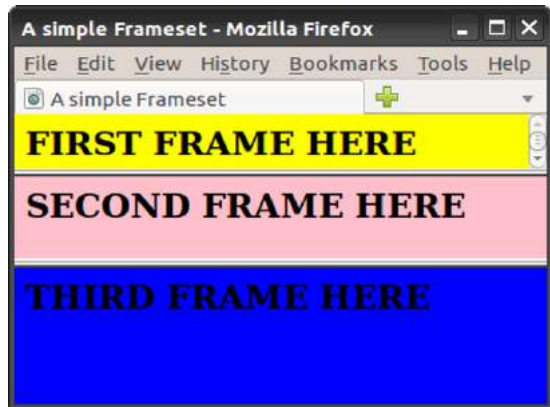 A simple Frameset - Mozilla Firefox
File Edit View History Bookmarks Tools Help
A simple Frameset
FIRST FRAME HERE
SECOND FRAME HERE
THIRD FRAME HERE